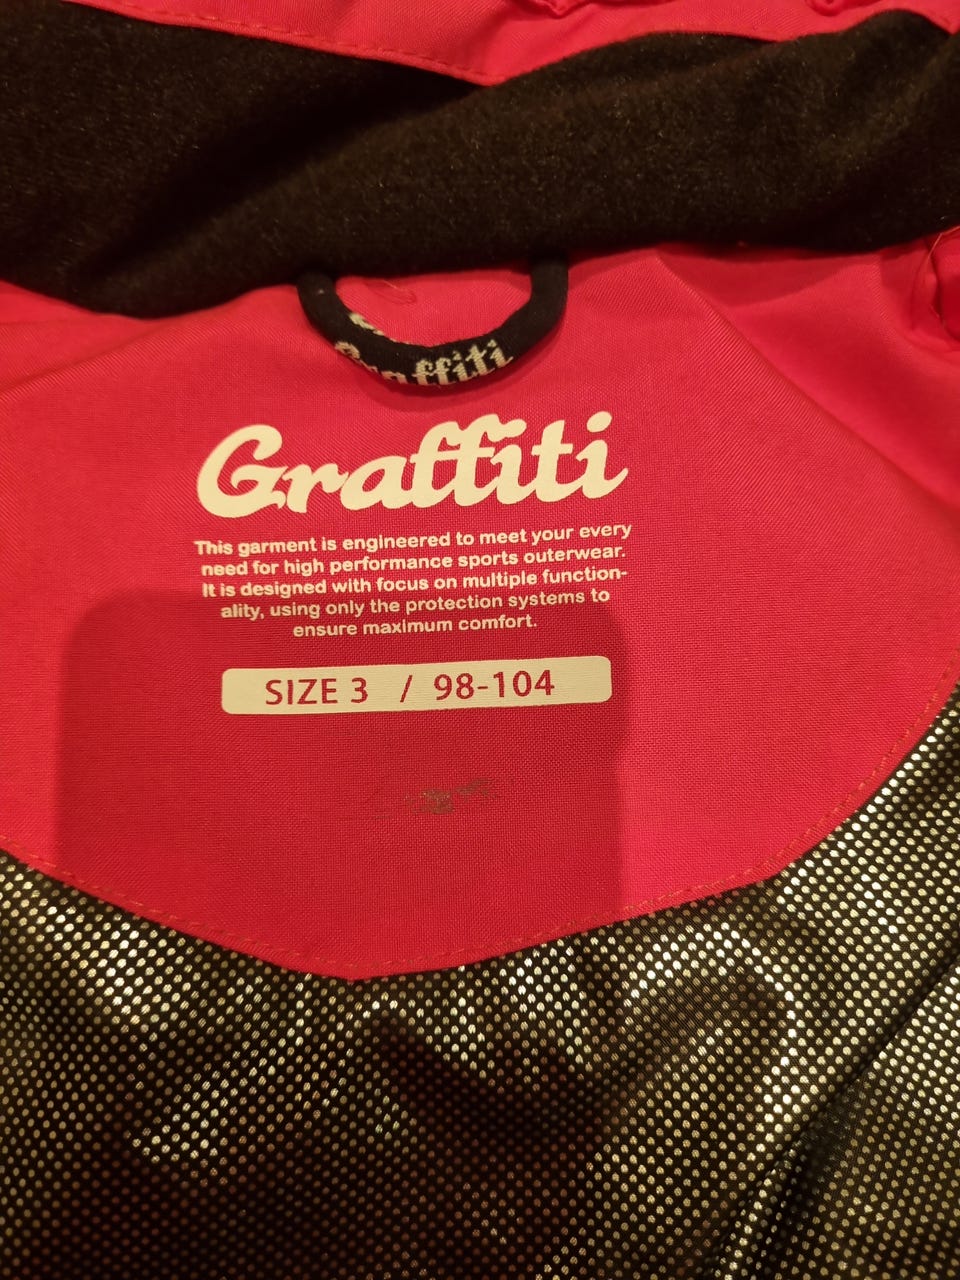 Graffiti
Graffiti
This garment is engineered to meet your every
need for high performance sports outerwear.
It is designed with focus on multiple function-
ality, using only the protection systems to
ensure maximum comfort.
SIZE 3 / 98-104